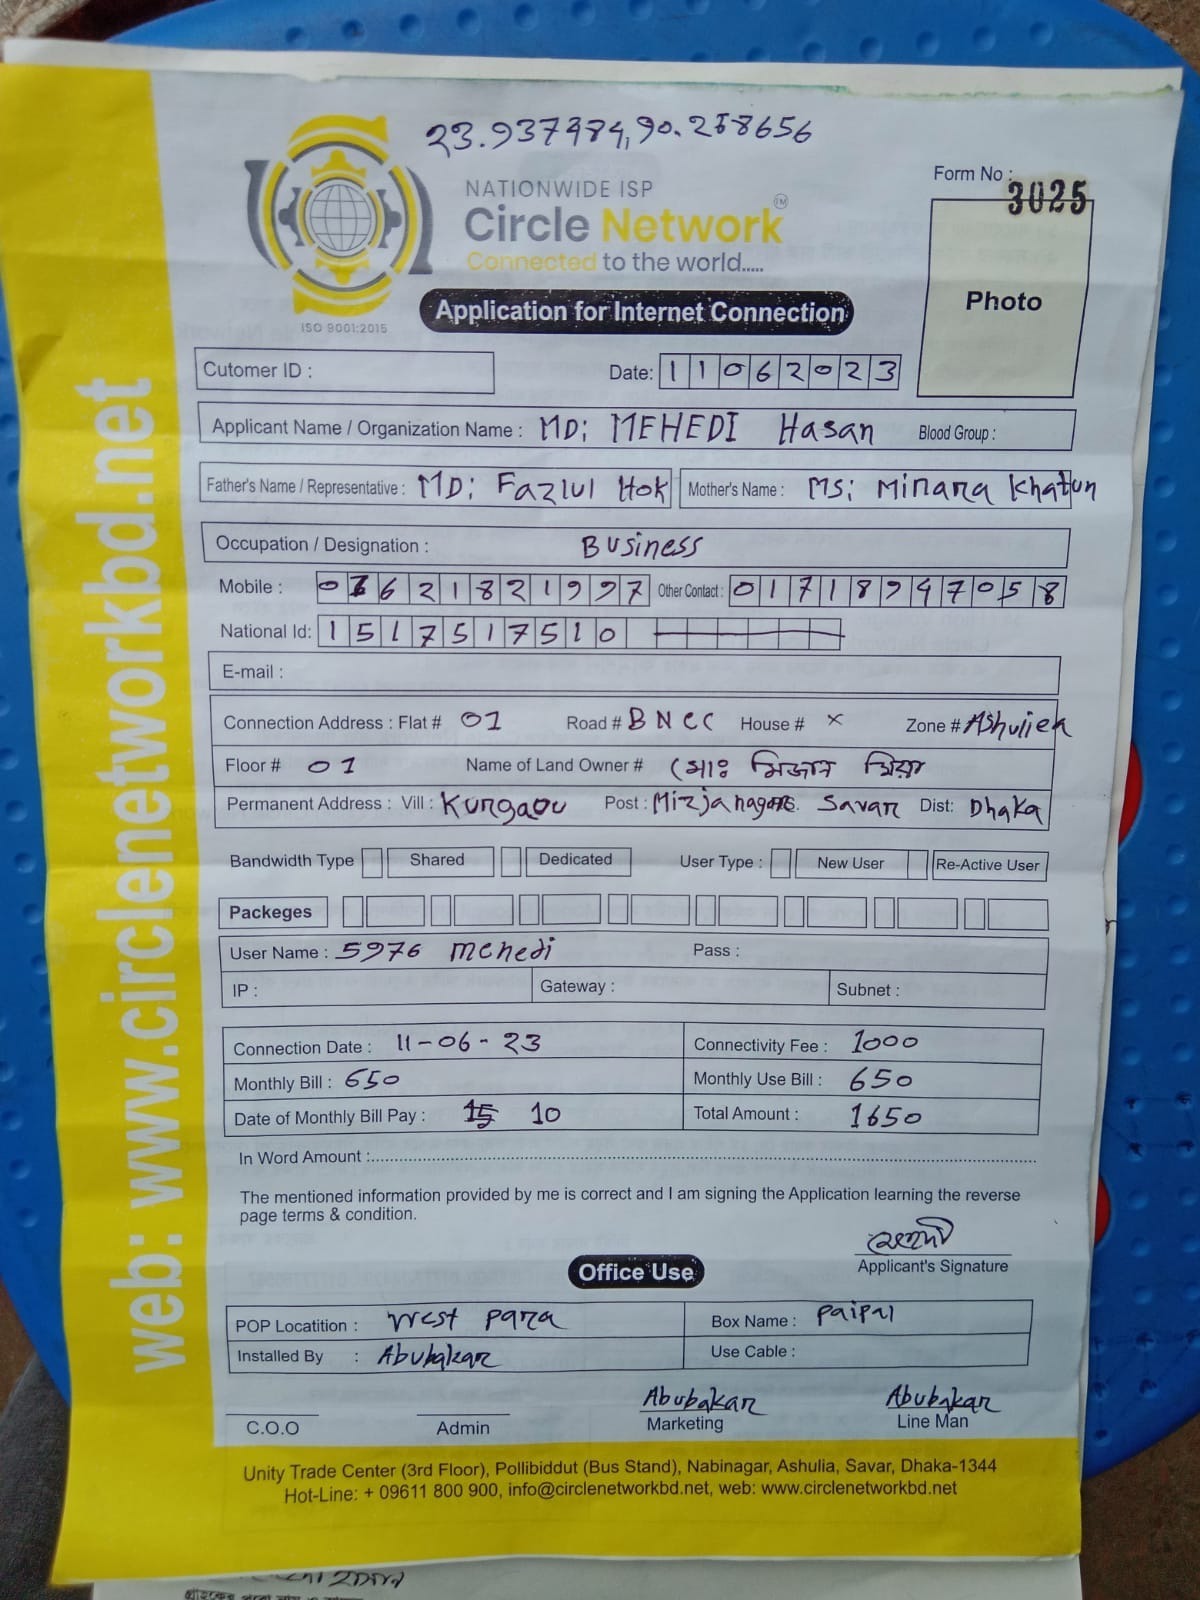 23.937484,90.258656
NATIONWIDE ISP
Circle Network TM
Connected to the world.....
ISO 9001:2015
Form No : 3025
Photo
Application for Internet Connection
Cutomer ID :
Date: 11062023
Applicant Name / Organization Name : MD: MEHEDI Hasan Blood Group :
Father's Name / Representative : MD: Fazlul Hok Mother's Name : MS: Minara Khatun
Occupation / Designation : Business
Mobile : 01621821997 Other Contact : 01718947058
National Id: 1517517510
E-mail :
Connection Address : Flat # 01 Road # BNCC House # x Zone # Ashuliea
Floor # 01 Name of Land Owner # মোঃ মিজান মিয়া
Permanent Address : Vill : Kurgaou Post : Mirjanagar. Savar Dist: Dhaka
Bandwidth Type Shared Dedicated User Type : New User Re-Active User
Packeges
User Name : 5976 mehedi Pass :
IP : Gateway : Subnet :
Connection Date : 11-06-23 Connectivity Fee : 1000
Monthly Bill : 650 Monthly Use Bill : 650
Date of Monthly Bill Pay : 15 10 Total Amount : 1650
In Word Amount :
The mentioned information provided by me is correct and I am signing the Application learning the reverse
page terms & condition.
মেহেদী
Applicant's Signature
Office Use
POP Locatition : West para Box Name : Paipal
Installed By : Abubakar Use Cable :
Abubakar Abubakar
C.O.O Admin Marketing Line Man
Unity Trade Center (3rd Floor), Pollibiddut (Bus Stand), Nabinagar, Ashulia, Savar, Dhaka-1344
Hot-Line: + 09611 800 900, info@circlenetworkbd.net, web: www.circlenetworkbd.net
web: www.circlenetworkbd.net